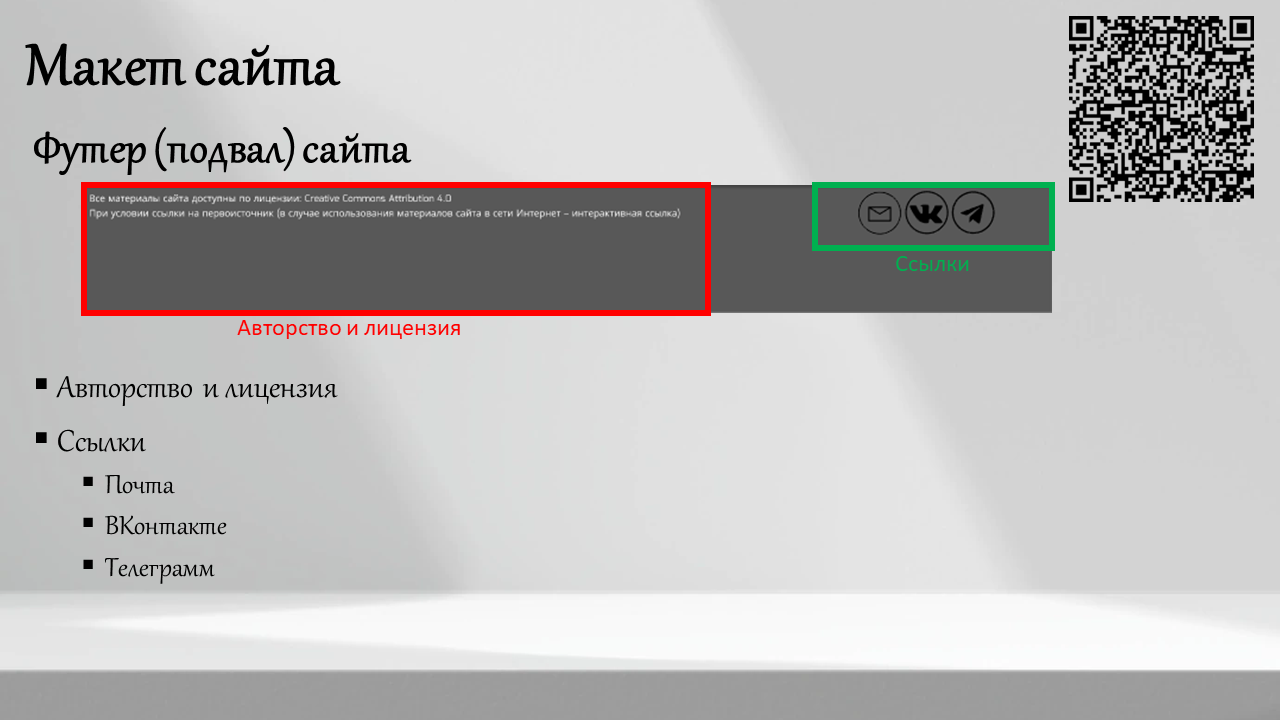 Макет сайта
Футер (подвал) сайта
Все материалы сайта доступны по лицензии: Creative Commons Attribution 4.0
При условии ссылки на первоисточник (в случае использования материалов сайта в сети Интернет – интерактивная ссылка)
Ссылки
Авторство и лицензия
Авторство и лицензия
Ссылки
Почта
ВКонтакте
Телеграмм